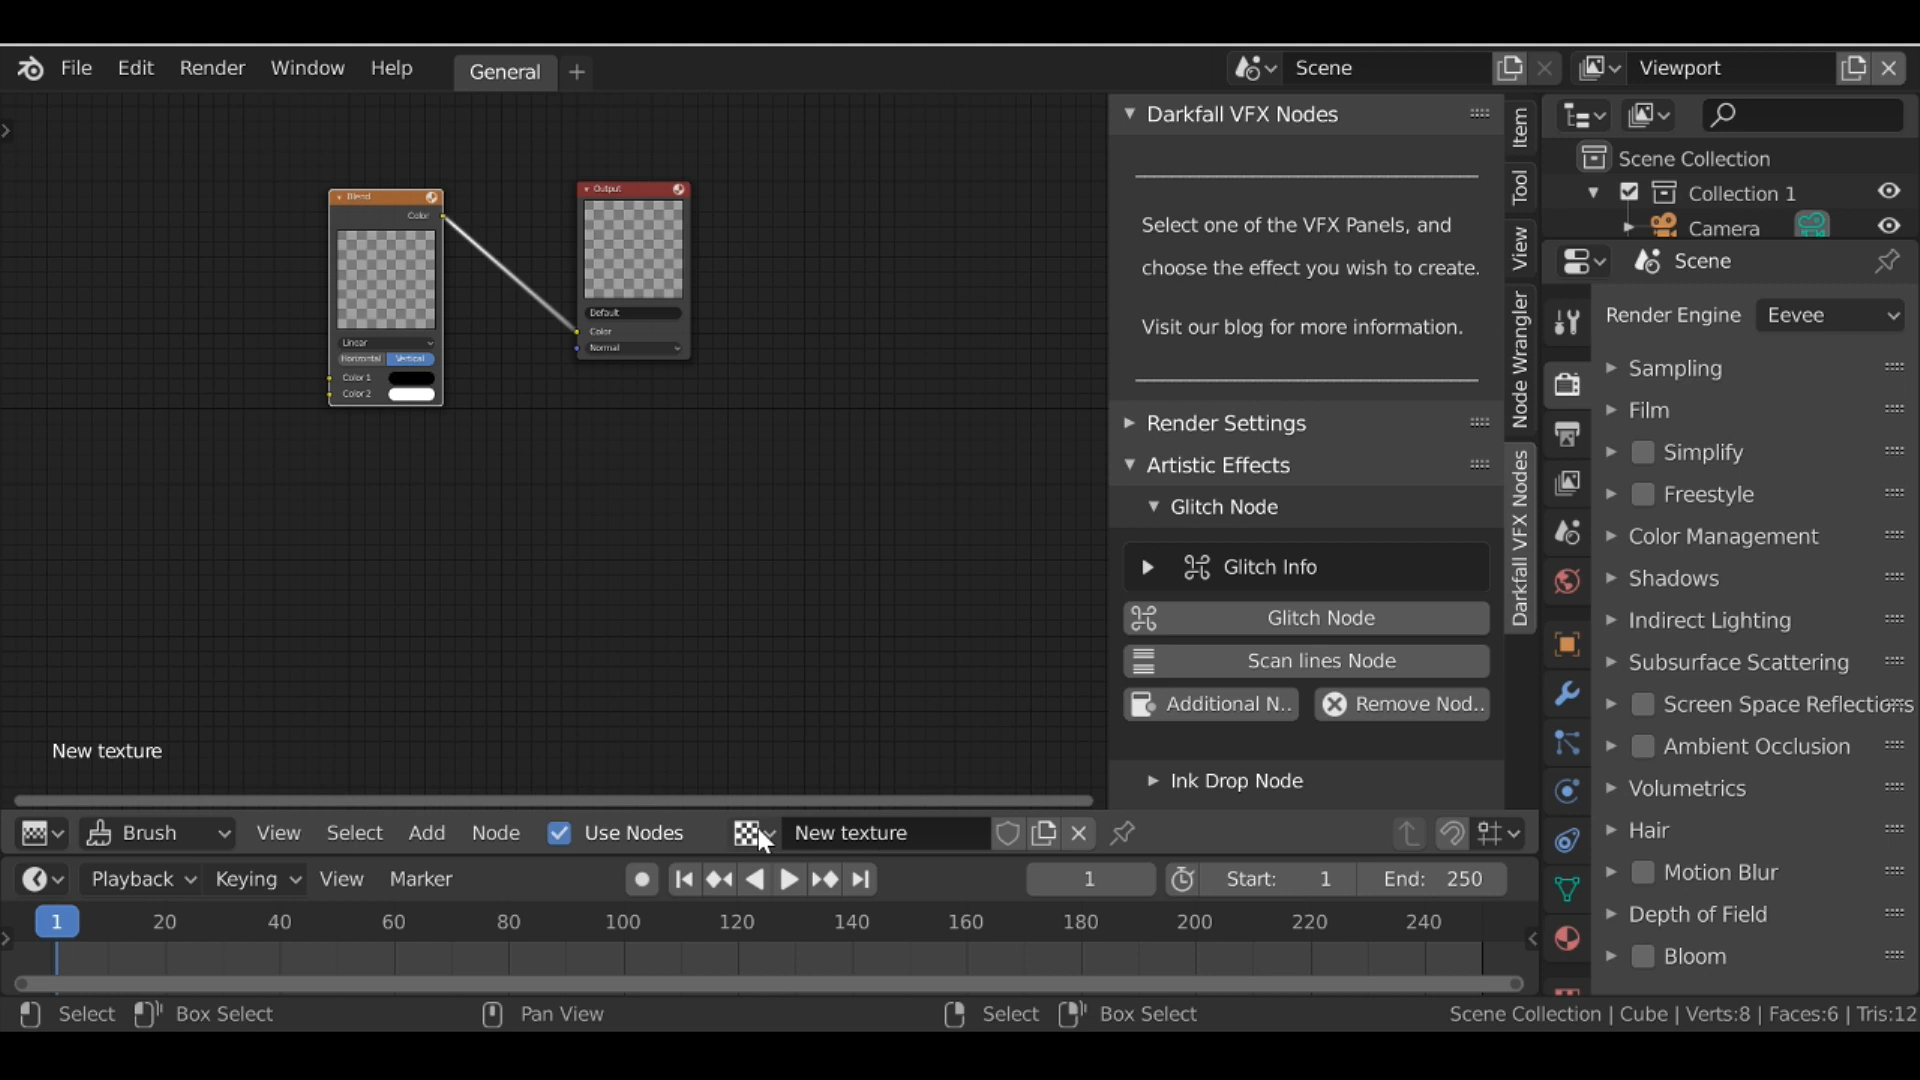 File Edit Render Window Help General
Scene Viewport
Blend
Color
Linear
Horizontal Vertical
Color 1
Color 2
Output
Default
Color
Normal
New texture
Darkfall VFX Nodes
Select one of the VFX Panels, and
choose the effect you wish to create.
Visit our blog for more information.
Render Settings
Artistic Effects
Glitch Node
Glitch Info
Glitch Node
Scan lines Node
Additional N.. Remove Nod..
Ink Drop Node
Item
Tool
View
Node Wrangler
Darkfall VFX Nodes
Scene Collection
Collection 1
Camera
Scene
Render Engine Eevee
Sampling
Film
Simplify
Freestyle
Color Management
Shadows
Indirect Lighting
Subsurface Scattering
Screen Space Reflections
Ambient Occlusion
Volumetrics
Hair
Motion Blur
Depth of Field
Bloom
Brush View Select Add Node Use Nodes New texture
Playback Keying View Marker 1 Start: 1 End: 250
1 20 40 60 80 100 120 140 160 180 200 220 240
Select Box Select Pan View Select Box Select Scene Collection | Cube | Verts:8 | Faces:6 | Tris:12